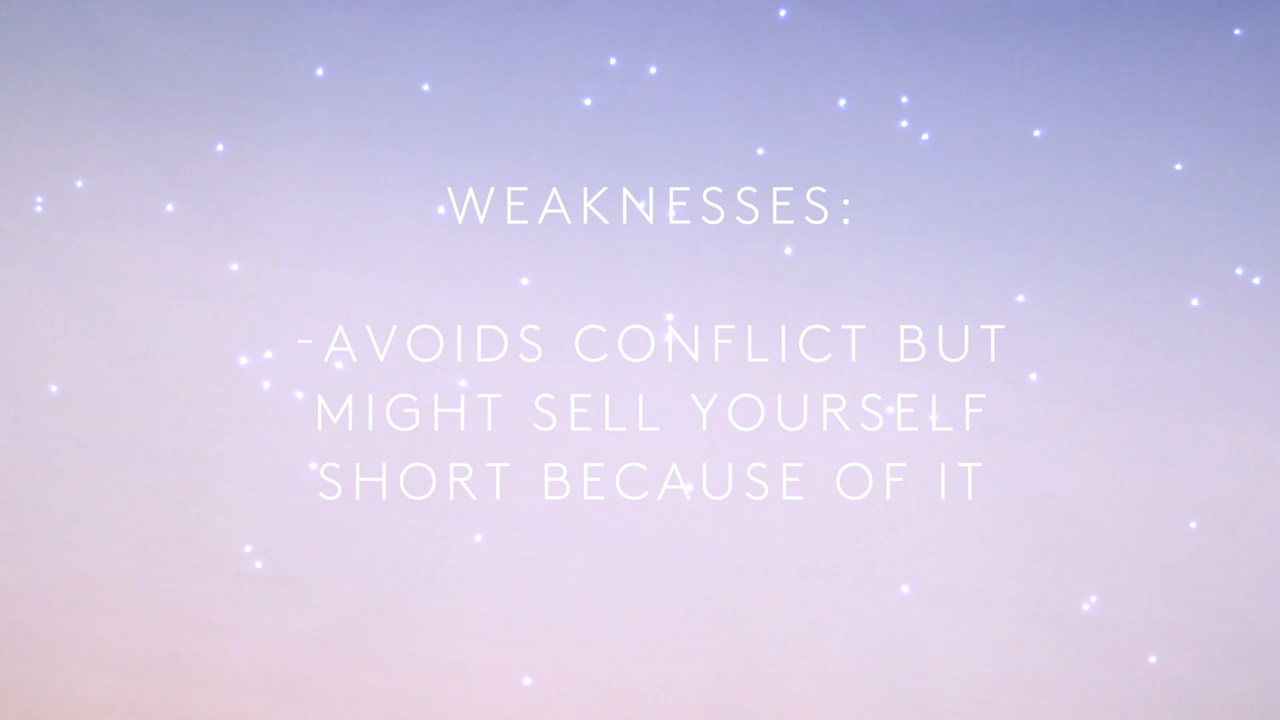 WEAKNESSES:
-AVOIDS CONFLICT BUT
MIGHT SELL YOURSELF
SHORT BECAUSE OF IT